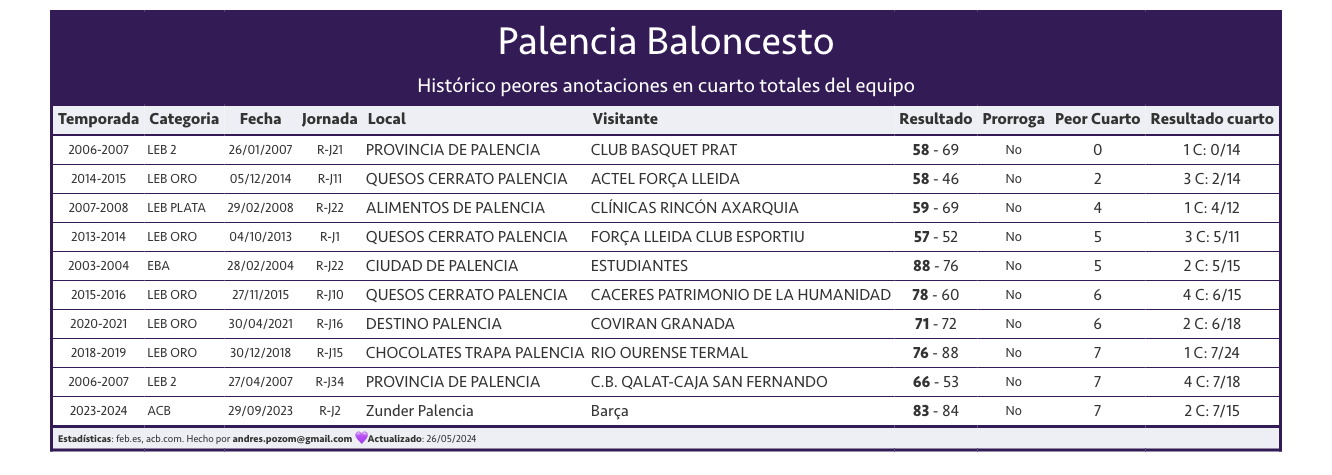 Palencia Baloncesto
Histórico peores anotaciones en cuarto totales del equipo
Temporada Categoria Fecha Jornada Local Visitante Resultado Prorroga Peor Cuarto Resultado cuarto
2006-2007 LEB 2 26/01/2007 R-J21 PROVINCIA DE PALENCIA CLUB BASQUET PRAT 58 - 69 No 0 1 C: 0/14
2014-2015 LEB ORO 05/12/2014 R-J11 QUESOS CERRATO PALENCIA ACTEL FORÇA LLEIDA 58 - 46 No 2 3 C: 2/14
2007-2008 LEB PLATA 29/02/2008 R-J22 ALIMENTOS DE PALENCIA CLÍNICAS RINCÓN AXARQUIA 59 - 69 No 4 1 C: 4/12
2013-2014 LEB ORO 04/10/2013 R-J1 QUESOS CERRATO PALENCIA FORÇA LLEIDA CLUB ESPORTIU 57 - 52 No 5 3 C: 5/11
2003-2004 EBA 28/02/2004 R-J22 CIUDAD DE PALENCIA ESTUDIANTES 88 - 76 No 5 2 C: 5/15
2015-2016 LEB ORO 27/11/2015 R-J10 QUESOS CERRATO PALENCIA CACERES PATRIMONIO DE LA HUMANIDAD 78 - 60 No 6 4 C: 6/15
2020-2021 LEB ORO 30/04/2021 R-J16 DESTINO PALENCIA COVIRAN GRANADA 71 - 72 No 6 2 C: 6/18
2018-2019 LEB ORO 30/12/2018 R-J15 CHOCOLATES TRAPA PALENCIA RIO OURENSE TERMAL 76 - 88 No 7 1 C: 7/24
2006-2007 LEB 2 27/04/2007 R-J34 PROVINCIA DE PALENCIA C.B. QALAT-CAJA SAN FERNANDO 66 - 53 No 7 4 C: 7/18
2023-2024 ACB 29/09/2023 R-J2 Zunder Palencia Barça 83 - 84 No 7 2 C: 7/15
Estadísticas: feb.es, acb.com. Hecho por andres.pozom@gmail.com 💜Actualizado: 26/05/2024